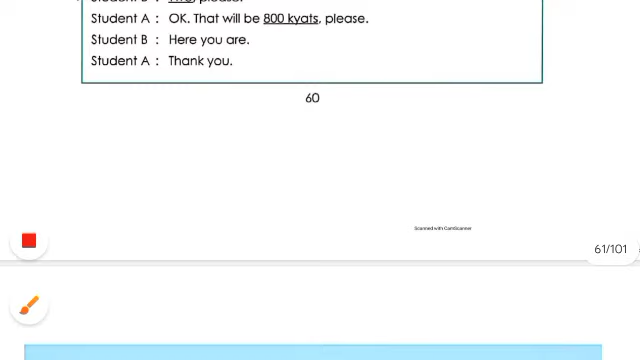 Student A : OK. That will be 800 kyats, please.
Student B : Here you are.
Student A : Thank you.
60
Scanned with CamScanner
61/101